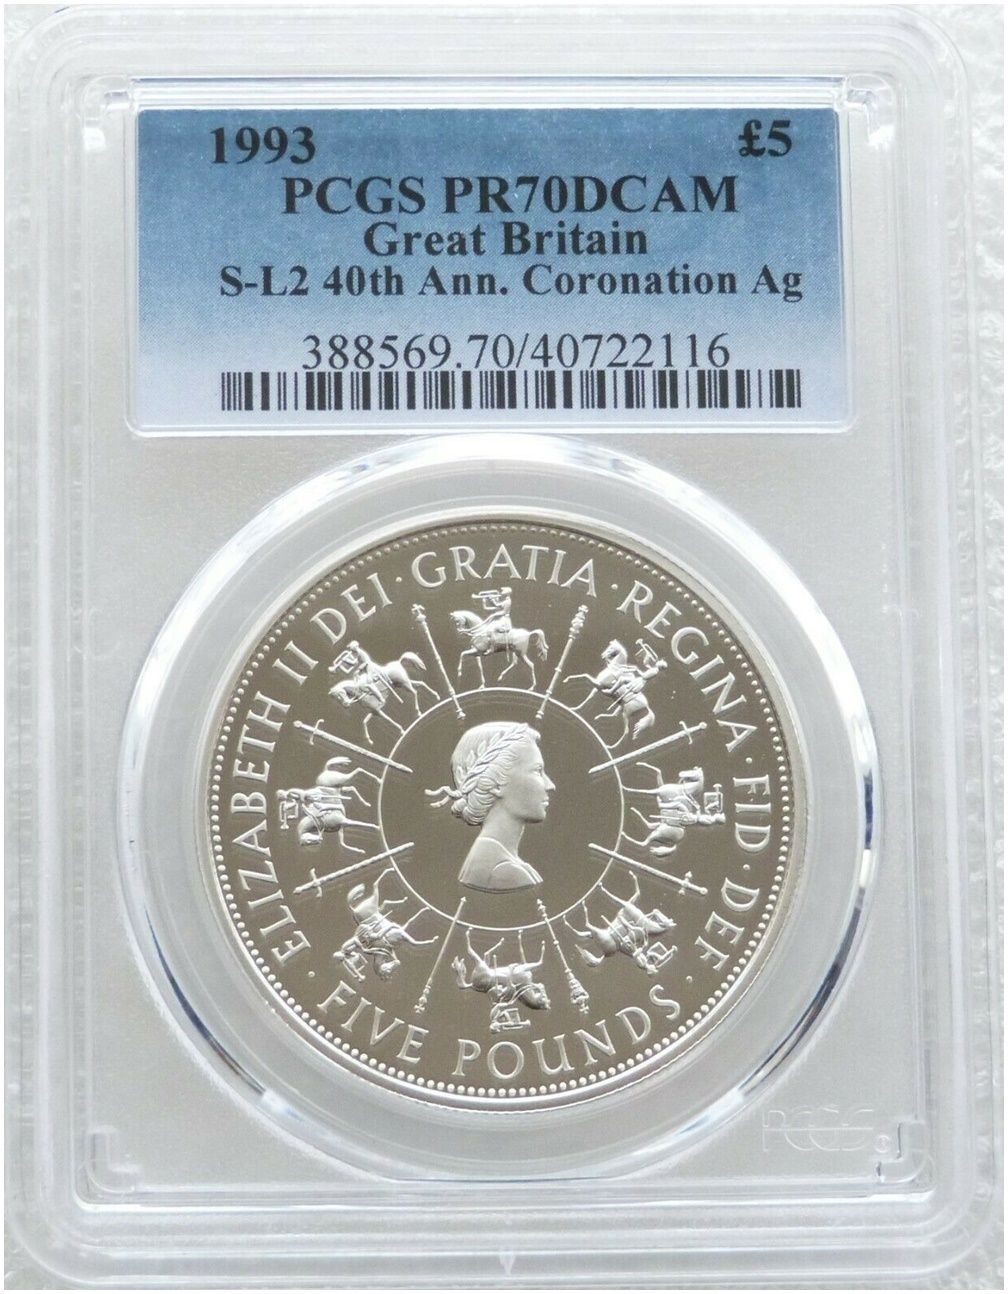 1993 £5
PCGS PR70DCAM
Great Britain
S-L2 40th Ann. Coronation Ag
388569.70/40722116
ELIZABETH II DEI · GRATIA · REGINA · FID · DEF ·
FIVE POUNDS ·
PCGS